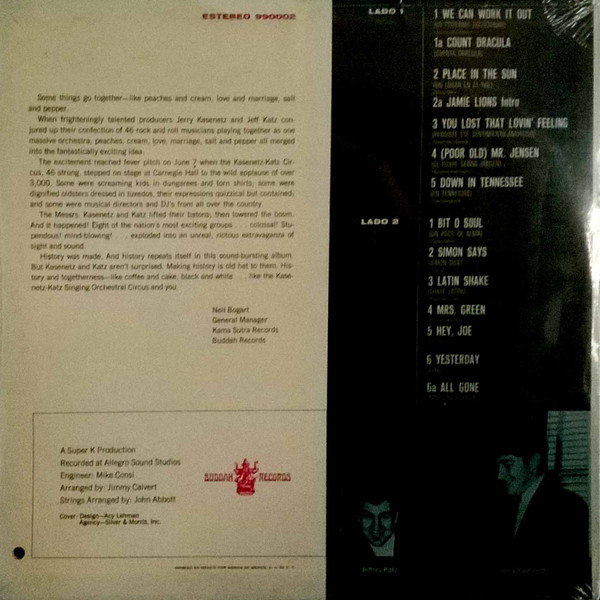 ESTEREO 990002
Some things go together—like peaches and cream, love and marriage, salt
and pepper.
When frighteningly talented producers Jerry Kasenetz and Jeff Katz con-
jured up their confection of 46 rock and roll musicians playing together as one
massive orchestra, peaches, cream, love, marriage, salt and pepper all merged
into the fantastically exciting idea.
The excitement reached fever pitch on June 7 when the Kasenetz-Katz Cir-
cus, 46 strong, stepped on stage at Carnegie Hall to the wild applause of over
3,000. Some were screaming kids in dungarees and torn shirts; some were
dignified oldsters dressed in tuxedos, their expressions quizzical but contained;
and some were musical directors and DJ's from all over the country.
The Messrs. Kasenetz and Katz lifted their batons; then lowered the boom.
And it happened! Eight of the nation's most exciting groups . . . colossal! Stu-
pendous! mind-blowing! . . . exploded into an unreal, riotous extravaganza of
sight and sound.
History was made. And history repeats itself in this sound-bursting album.
But Kasenetz and Katz aren't surprised. Making history is old hat to them. His-
tory and togetherness—like coffee and cake, black and white . . . like the Kase-
netz-Katz Singing Orchestral Circus and you.
Neil Bogart
General Manager
Kama Sutra Records
Buddah Records
A Super K Production
Recorded at Allegro Sound Studios
Engineer: Mike Consi
Arranged by: Jimmy Calvert
Strings Arranged by: John Abbott
Cover: Design—Acy Lehman
Agency—Silver & Morris, Inc.
BUDDAH RECORDS
LADO 1
1 WE CAN WORK IT OUT
1a COUNT DRACULA
2 PLACE IN THE SUN
2a JAMIE LIONS Intro
3 YOU LOST THAT LOVIN' FEELING
4 (POOR OLD) MR. JENSEN
5 DOWN IN TENNESSEE
LADO 2
1 BIT O SOUL
2 SIMON SAYS
(SIMON DICE)
3 LATIN SHAKE
4 MRS. GREEN
5 HEY, JOE
6 YESTERDAY
6a ALL GONE